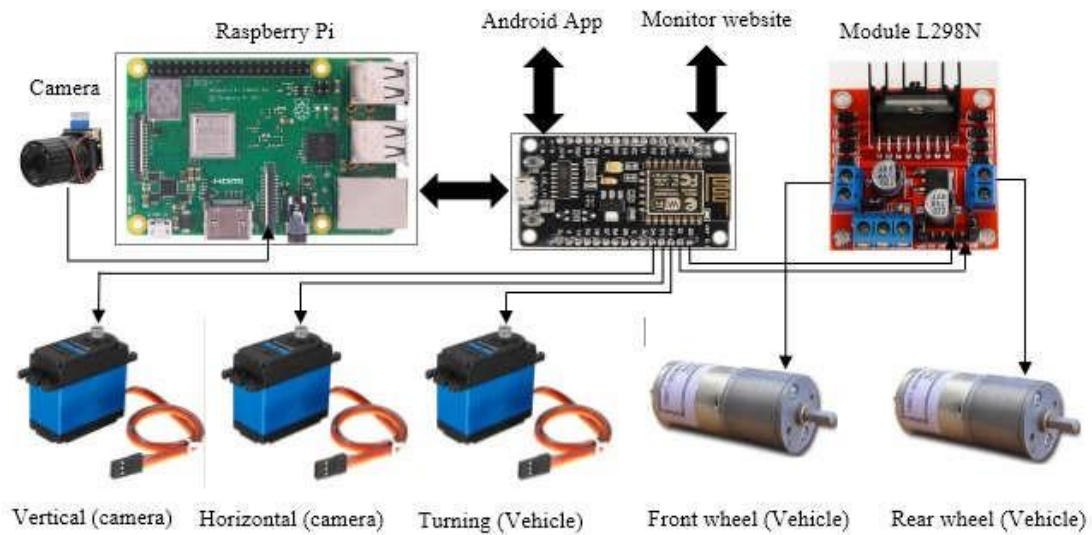 Android App
Monitor website
Raspberry Pi
Module L298N
Camera
HDMI
Vertical (camera)
Horizontal (camera)
Turning (Vehicle)
Front wheel (Vehicle)
Rear wheel (Vehicle)